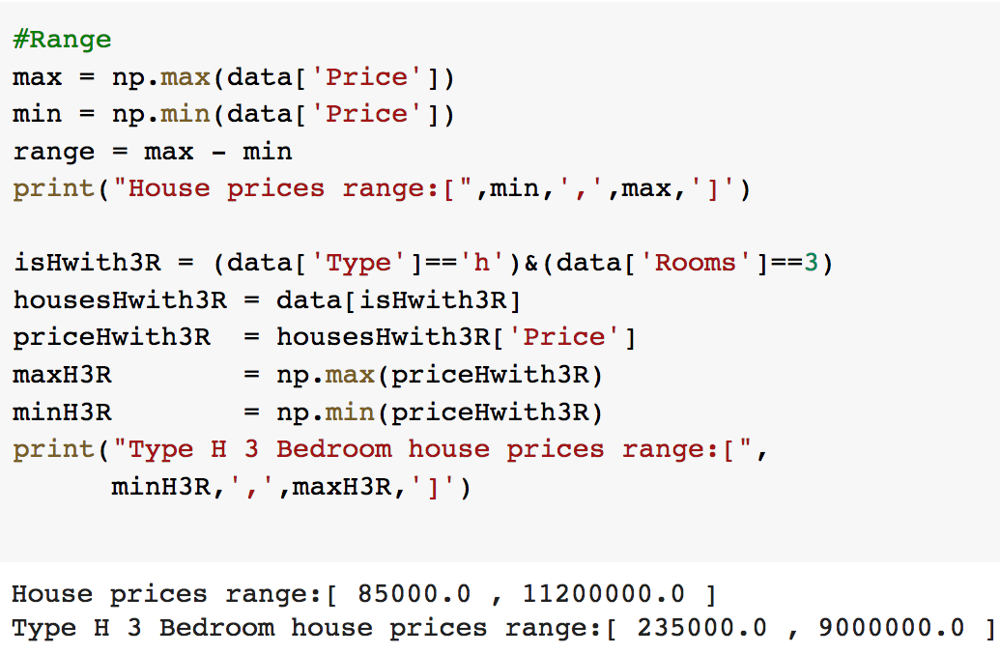 #Range
max = np.max(data['Price'])
min = np.min(data['Price'])
range = max - min
print("House prices range:[",min,',',max,']')
isHwith3R = (data['Type']=='h')&(data['Rooms']==3)
housesHwith3R = data[isHwith3R]
priceHwith3R  = housesHwith3R['Price']
maxH3R        = np.max(priceHwith3R)
minH3R        = np.min(priceHwith3R)
print("Type H 3 Bedroom house prices range:[",
      minH3R,',',maxH3R,']')
House prices range:[ 85000.0 , 11200000.0 ]
Type H 3 Bedroom house prices range:[ 235000.0 , 9000000.0 ]